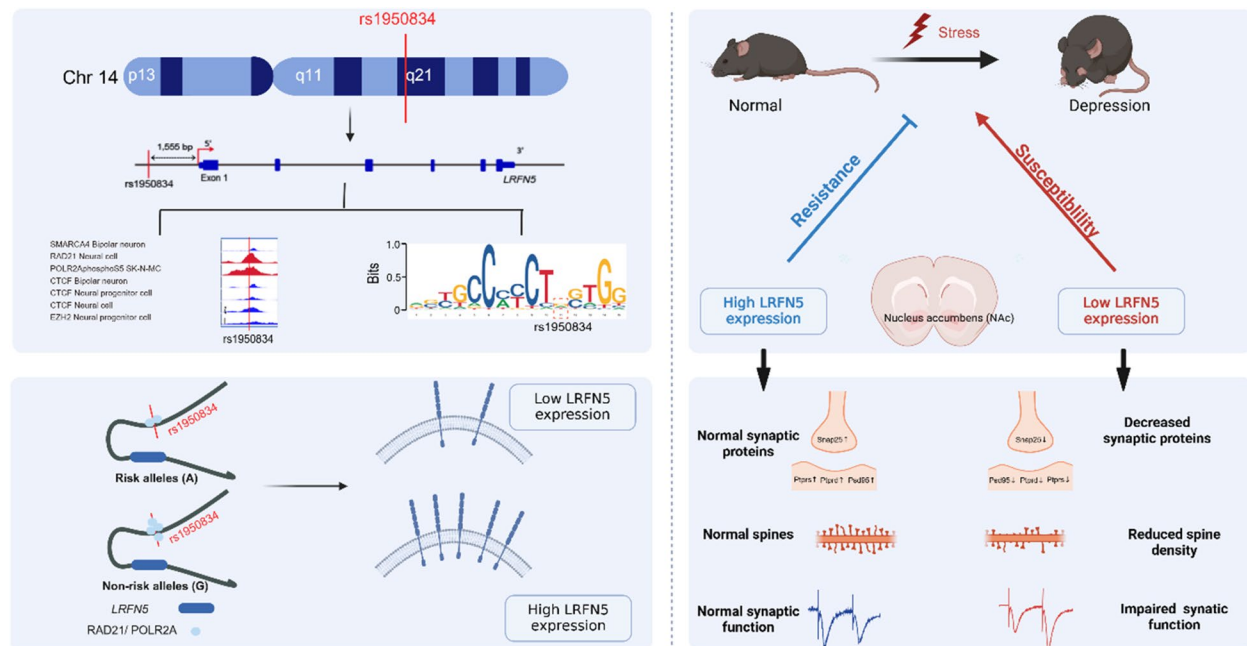 rs1950834
Chr 14
p13
q11
q21
1,555 bp
5'
3'
rs1950834
Exon 1
LRFN5
SMARCA4 Bipolar neuron
RAD21 Neural cell
POLR2AphosphoS5 SK-N-MC
CTCF Bipolar neuron
CTCF Neural progenitor cell
CTCF Neural cell
EZH2 Neural progenitor cell
rs1950834
Bits
1.0
0.5
0
rs1950834
rs1950834
Risk alleles (A)
rs1950834
Non-risk alleles (G)
LRFN5
RAD21/ POLR2A
Low LRFN5
expression
High LRFN5
expression
Stress
Normal
Depression
Resistance
Susceptiblility
High LRFN5
expression
Nucleus accumbens (NAc)
Low LRFN5
expression
Normal synaptic
proteins
Snap25↑
Ptprs↑ Ptprd↑ Psd95↑
Snap25↓
Psd95↓ Ptprd↓ Ptprs↓
Decreased
synaptic proteins
Normal spines
Reduced spine
density
Normal synaptic
function
Impaired synatic
function